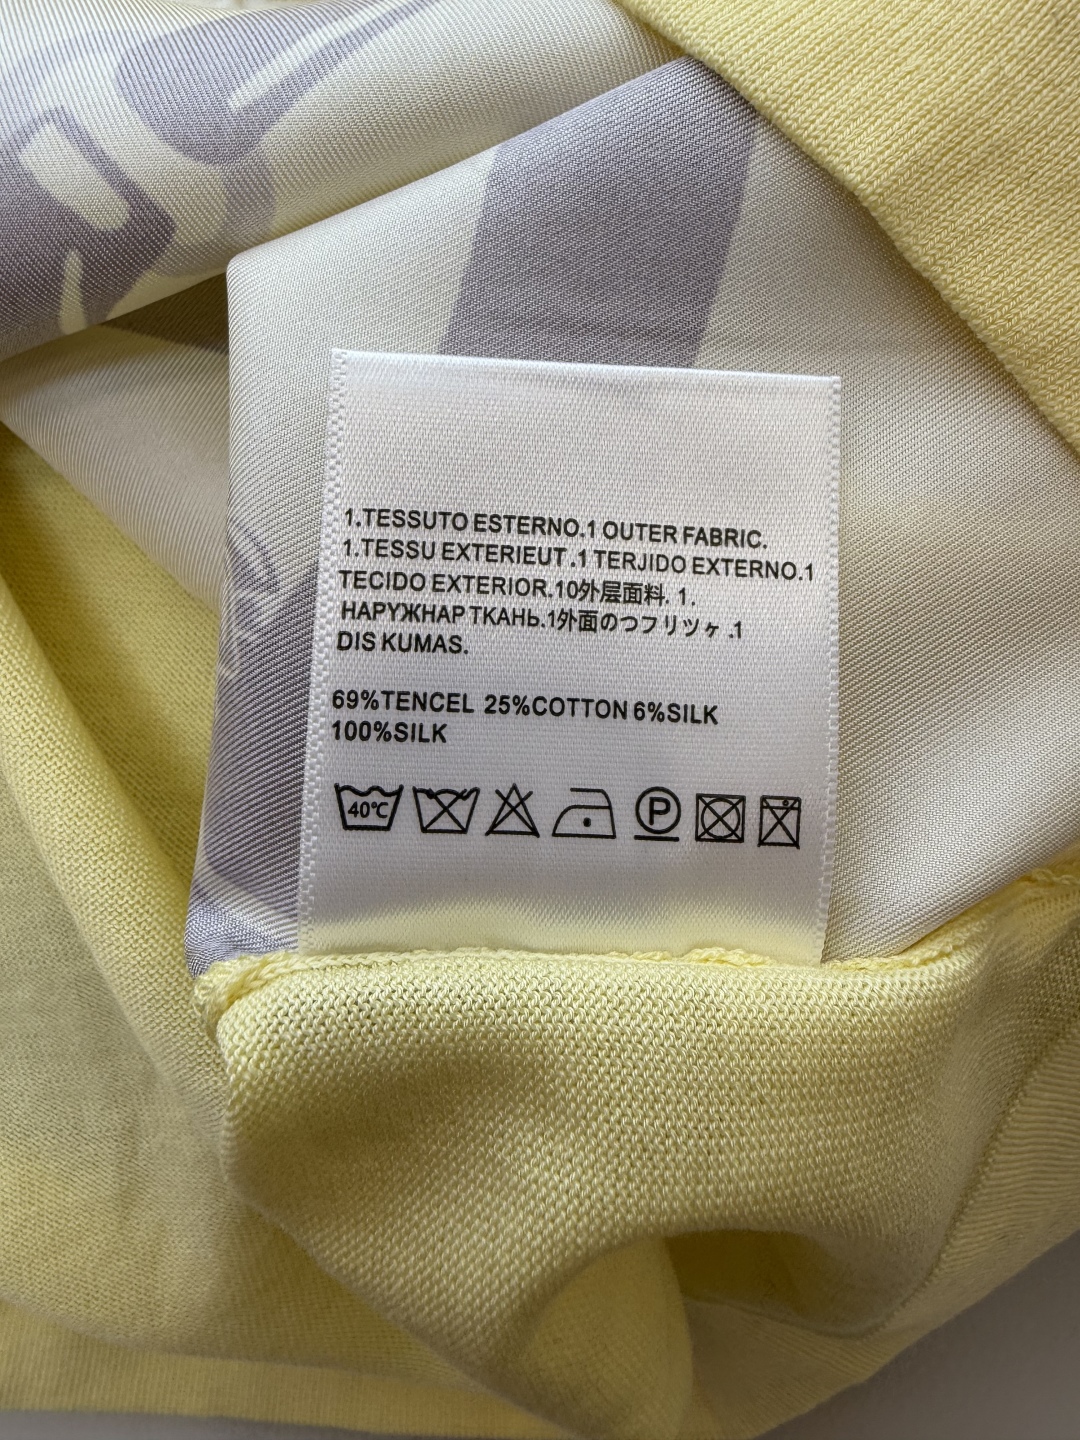 1.TESSUTO ESTERNO.1 OUTER FABRIC.
1.TESSU EXTERIEUT.1 TERJIDO EXTERNO.1
TECIDO EXTERIOR.10外层面料. 1.
НАРУЖНАР ТКАНЬ.1外面のつフリツヶ .1
DIS KUMAS.
69%TENCEL 25%COTTON 6%SILK
100%SILK
40℃ P